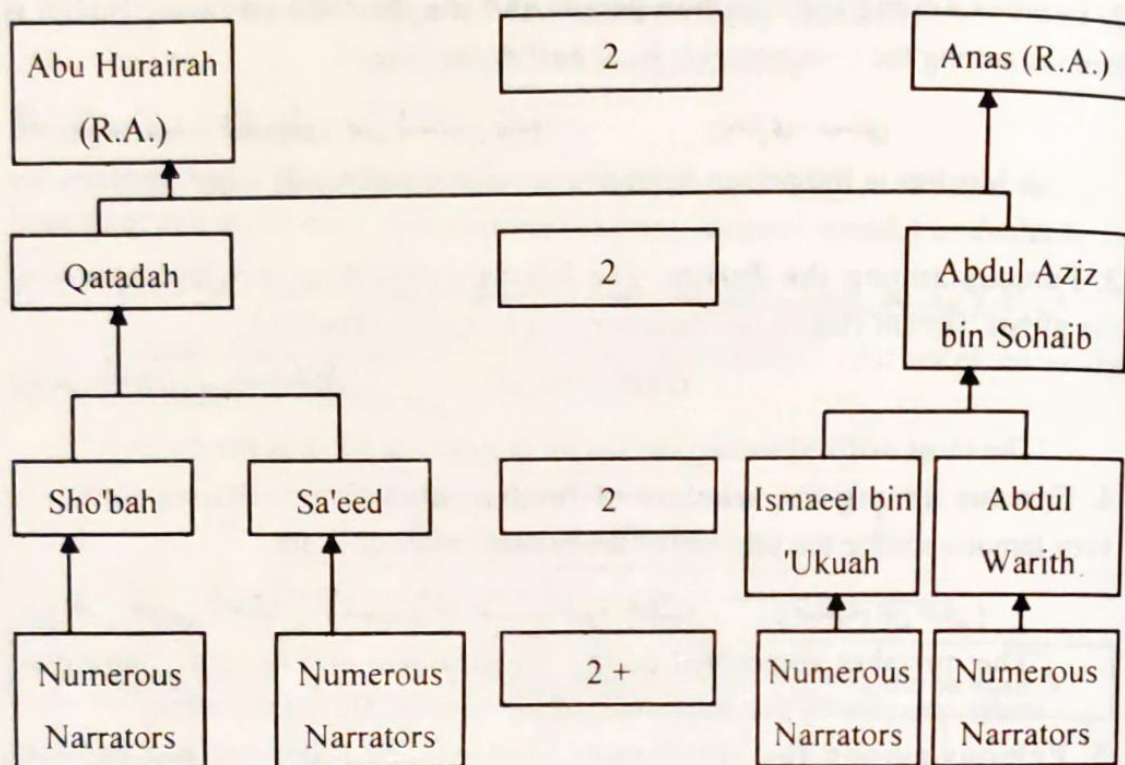 Abu Hurairah
(R.A.)
2
Anas (R.A.)
Qatadah
2
Abdul Aziz
bin Sohaib
Sho'bah
Sa'eed
2
Ismaeel bin
'Ukuah
Abdul
Warith
Numerous
Narrators
Numerous
Narrators
2 +
Numerous
Narrators
Numerous
Narrators